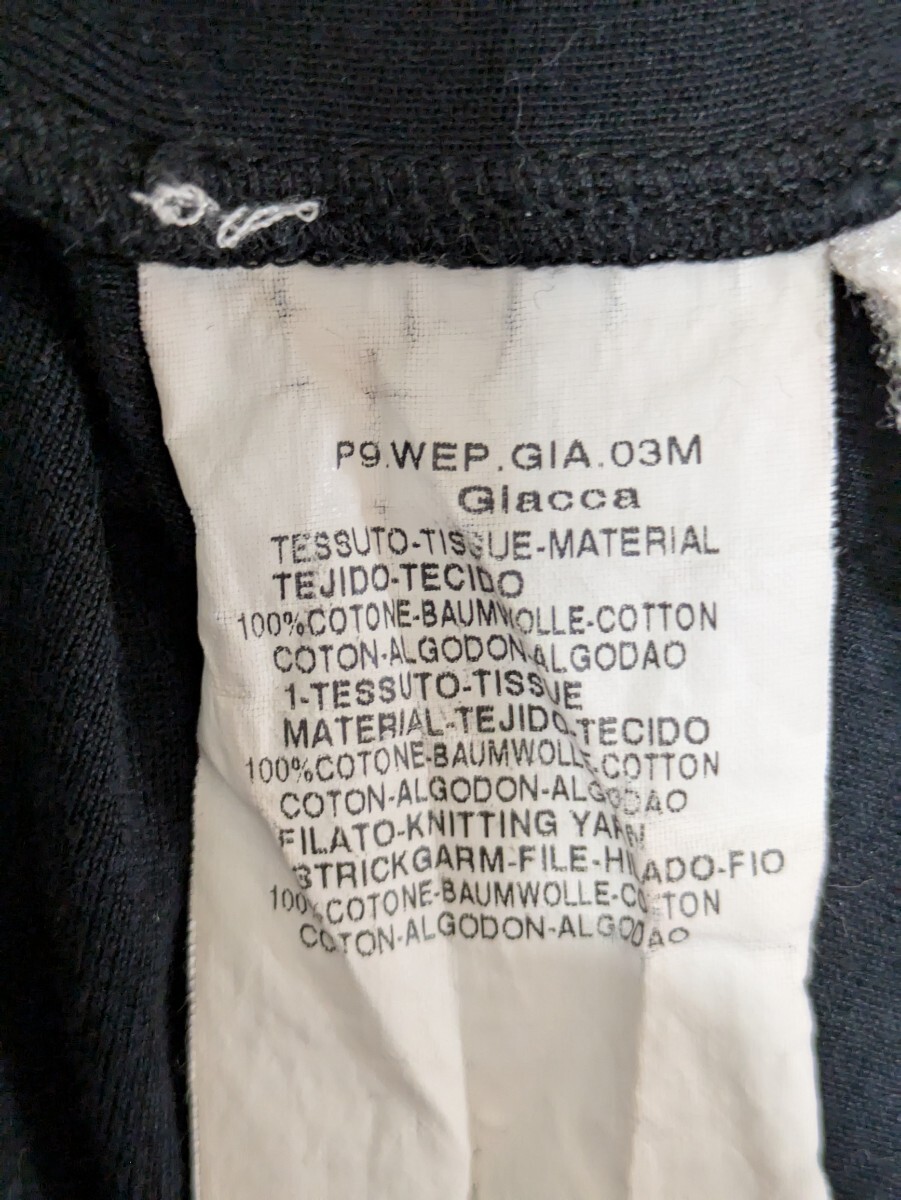 P9.WEP.GIA.03M
Giacca
TESSUTO-TISSUE-MATERIAL
TEJIDO-TECIDO
100%COTONE-BAUMWOLLE-COTTON
COTON-ALGODON-ALGODAO
1-TESSUTO-TISSUE
MATERIAL-TEJIDO-TECIDO
100%COTONE-BAUMWOLLE-COTTON
COTON-ALGODON-ALGODAO
FILATO-KNITTING YARN
STRICKGARM-FILE-HILADO-FIO
100%COTONE-BAUMWOLLE-COTTON
COTON-ALGODON-ALGODAO